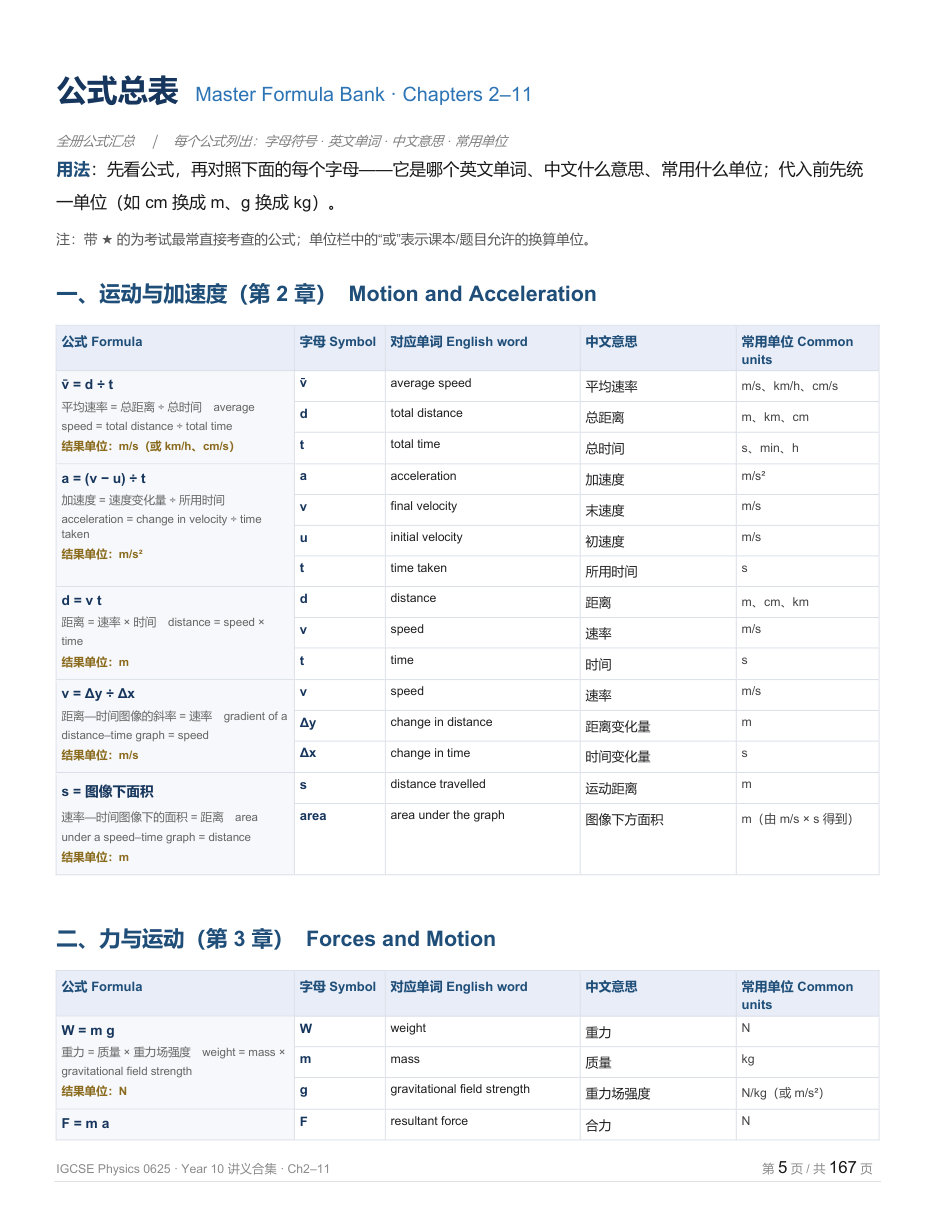 公式总表 Master Formula Bank · Chapters 2–11
全册公式汇总 | 每个公式列出：字母符号 · 英文单词 · 中文意思 · 常用单位
用法：先看公式，再对照下面的每个字母——它是哪个英文单词、中文什么意思、常用什么单位；代入前先统
一单位（如 cm 换成 m、g 换成 kg）。
注：带 ★ 的为考试最常直接考查的公式；单位栏中的“或”表示课本/题目允许的换算单位。
一、运动与加速度（第 2 章） Motion and Acceleration
公式 Formula 字母 Symbol 对应单词 English word 中文意思 常用单位 Common
units
v̄ = d ÷ t
平均速率 = 总距离 ÷ 总时间 average
speed = total distance ÷ total time
结果单位：m/s（或 km/h、cm/s）
v̄ average speed 平均速率 m/s、km/h、cm/s
d total distance 总距离 m、km、cm
t total time 总时间 s、min、h
a = (v − u) ÷ t
加速度 = 速度变化量 ÷ 所用时间
acceleration = change in velocity ÷ time
taken
结果单位：m/s²
a acceleration 加速度 m/s²
v final velocity 末速度 m/s
u initial velocity 初速度 m/s
t time taken 所用时间 s
d = v t
距离 = 速率 × 时间 distance = speed ×
time
结果单位：m
d distance 距离 m、cm、km
v speed 速率 m/s
t time 时间 s
v = Δy ÷ Δx
距离—时间图像的斜率 = 速率 gradient of a
distance–time graph = speed
结果单位：m/s
v speed 速率 m/s
Δy change in distance 距离变化量 m
Δx change in time 时间变化量 s
s = 图像下面积
速率—时间图像下的面积 = 距离 area
under a speed–time graph = distance
结果单位：m
s distance travelled 运动距离 m
area area under the graph 图像下方面积 m（由 m/s × s 得到）
二、力与运动（第 3 章） Forces and Motion
公式 Formula 字母 Symbol 对应单词 English word 中文意思 常用单位 Common
units
W = m g
重力 = 质量 × 重力场强度 weight = mass ×
gravitational field strength
结果单位：N
W weight 重力 N
m mass 质量 kg
g gravitational field strength 重力场强度 N/kg（或 m/s²）
F = m a
F resultant force 合力 N
IGCSE Physics 0625 · Year 10 讲义合集 · Ch2–11 第 5 页 / 共 167 页